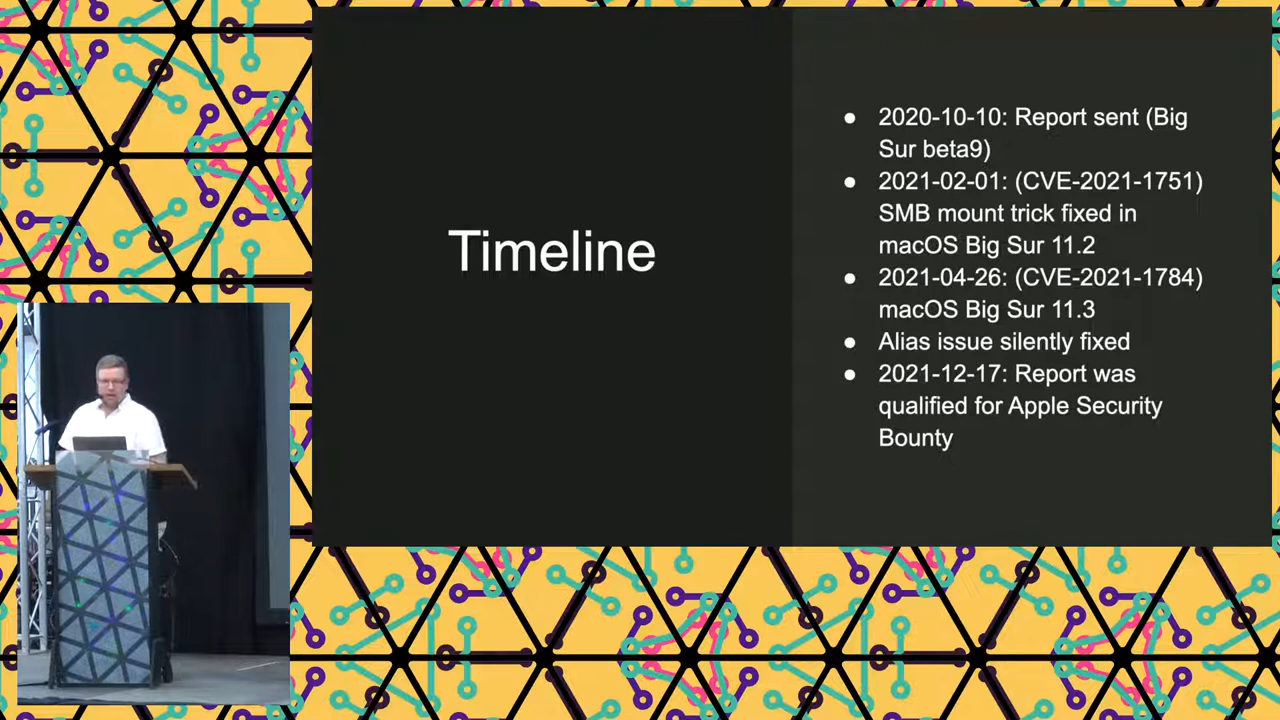 Timeline
● 2020-10-10: Report sent (Big
Sur beta9)
● 2021-02-01: (CVE-2021-1751)
SMB mount trick fixed in
macOS Big Sur 11.2
● 2021-04-26: (CVE-2021-1784)
macOS Big Sur 11.3
● Alias issue silently fixed
● 2021-12-17: Report was
qualified for Apple Security
Bounty